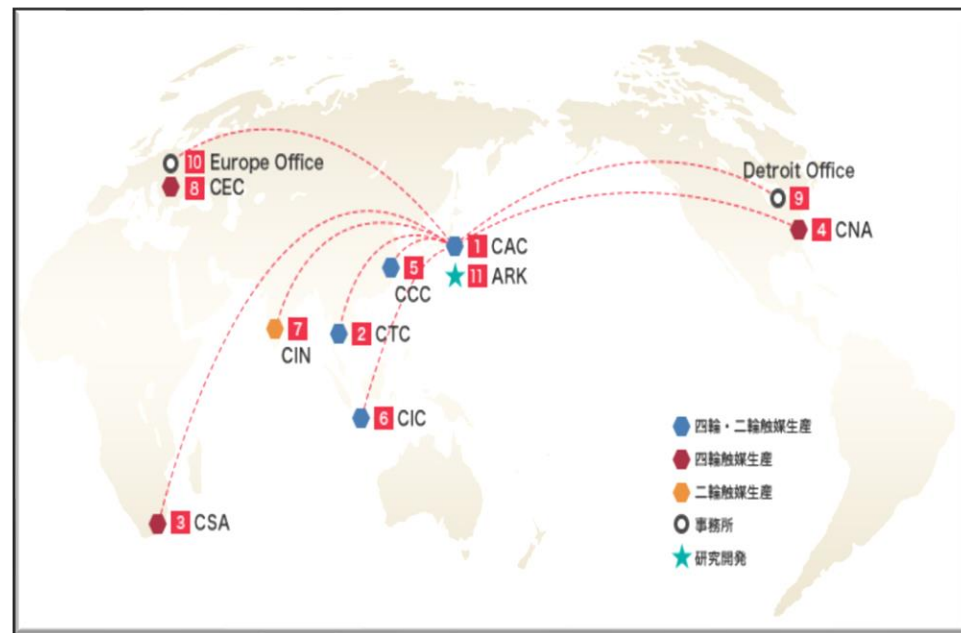 10 Europe Office
8 CEC
Detroit Office
9
4 CNA
1 CAC
5
CCC
11 ARK
7
CIN
2 CTC
6 CIC
3 CSA
四輪・二輪触媒生産
四輪触媒生産
二輪触媒生産
事務所
研究開発